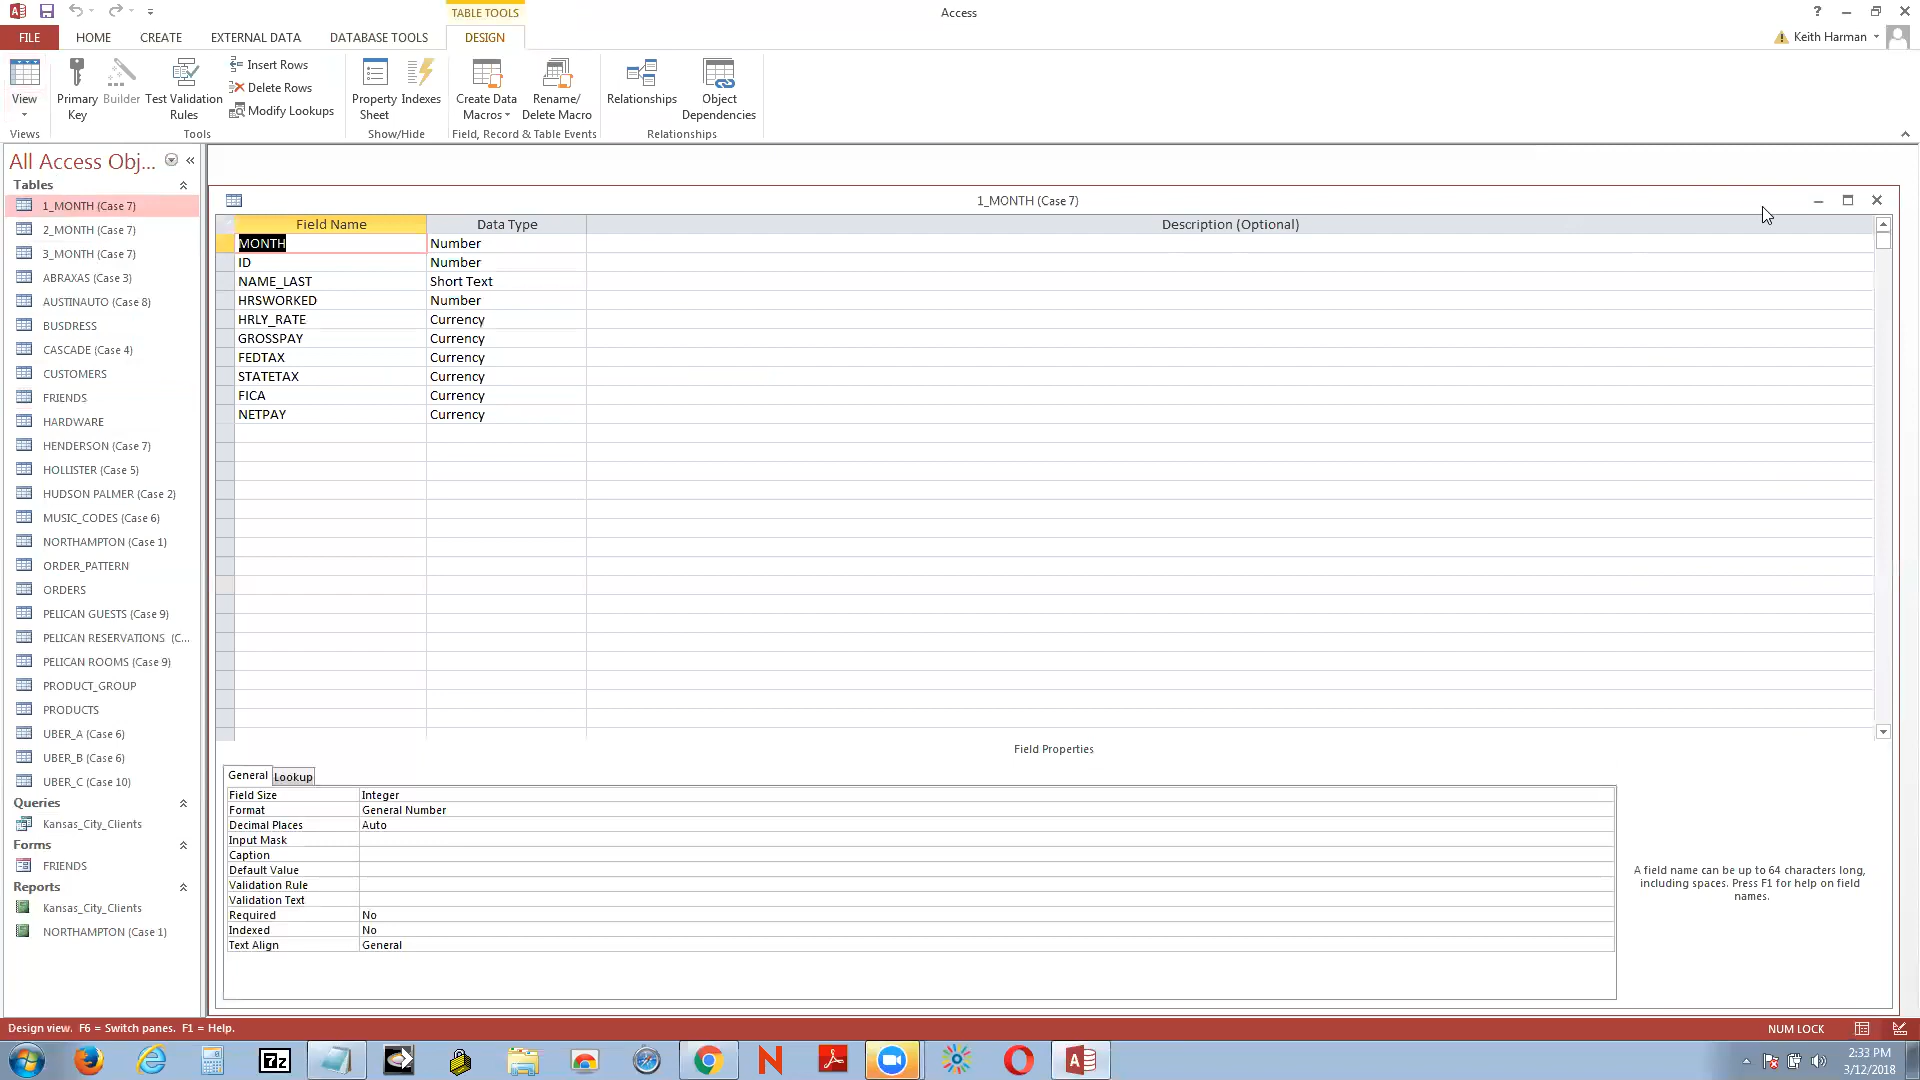 TABLE TOOLS
Access
?
FILE
HOME
CREATE
EXTERNAL DATA
DATABASE TOOLS
DESIGN
Keith Harman
View
Primary Key
Builder
Test Validation Rules
Insert Rows
Delete Rows
Modify Lookups
Property Sheet
Indexes
Create Data Macros
Rename/ Delete Macro
Relationships
Object Dependencies
Views
Tools
Show/Hide
Field, Record & Table Events
Relationships
All Access Obj...
Tables
1_MONTH (Case 7)
2_MONTH (Case 7)
3_MONTH (Case 7)
ABRAXAS (Case 3)
AUSTINAUTO (Case 8)
BUSDRESS
CASCADE (Case 4)
CUSTOMERS
FRIENDS
HARDWARE
HENDERSON (Case 7)
HOLLISTER (Case 5)
HUDSON PALMER (Case 2)
MUSIC_CODES (Case 6)
NORTHAMPTON (Case 1)
ORDER_PATTERN
ORDERS
PELICAN GUESTS (Case 9)
PELICAN RESERVATIONS (C...
PELICAN ROOMS (Case 9)
PRODUCT_GROUP
PRODUCTS
UBER_A (Case 6)
UBER_B (Case 6)
UBER_C (Case 10)
Queries
Kansas_City_Clients
Forms
FRIENDS
Reports
Kansas_City_Clients
NORTHAMPTON (Case 1)
1_MONTH (Case 7)
Field Name Data Type Description (Optional)
MONTH Number
ID Number
NAME_LAST Short Text
HRSWORKED Number
HRLY_RATE Currency
GROSSPAY Currency
FEDTAX Currency
STATETAX Currency
FICA Currency
NETPAY Currency
Field Properties
General Lookup
Field Size Integer
Format General Number
Decimal Places Auto
Input Mask
Caption
Default Value
Validation Rule
Validation Text
Required No
Indexed No
Text Align General
A field name can be up to 64 characters long,
including spaces. Press F1 for help on field
names.
Design view. F6 = Switch panes. F1 = Help.
NUM LOCK
7z
2:33 PM
3/12/2018